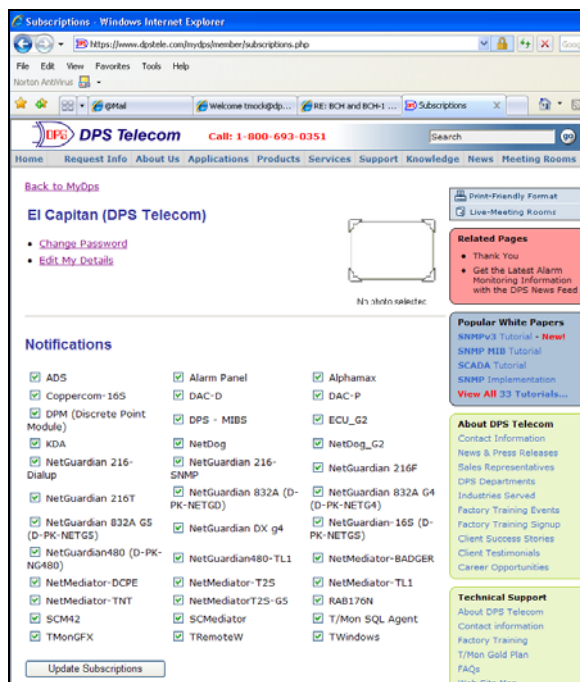 Subscriptions - Windows Internet Explorer
https://www.dpstele.com/mydps/member/subscriptions.php
File Edit View Favorites Tools Help
Norton AntiVirus
@Mail
Welcome tmock@dp...
RE: BCH and BCH-1 ...
Subscriptions
DPS
DPS Telecom
Call: 1-800-693-0351
Search
go
Home Request Info About Us Applications Products Services Support Knowledge News Meeting Rooms
Back to MyDps
El Capitan (DPS Telecom)
Change Password
Edit My Details
No photo selected.
Notifications
ADS Alarm Panel Alphamax
Coppercom-16S DAC-D DAC-P
DPM (Discrete Point
Module)
DPS - MIBS ECU_G2
KDA NetDog NetDog_G2
NetGuardian 216-
Dialup
NetGuardian 216-
SNMP
NetGuardian 216F
NetGuardian 216T
NetGuardian 832A (D-
PK-NETGD)
NetGuardian 832A G4
(D-PK-NETG4)
NetGuardian 832A G5
(D-PK-NETG5)
NetGuardian DX g4
NetGuardian-16S (D-
PK-NETGS)
NetGuardian480 (D-PK-
NG480)
NetGuardian480-TL1 NetMediator-BADGER
NetMediator-DCPE NetMediator-T2S NetMediator-TL1
NetMediator-TNT NetMediatorT2S-G5 RAB176N
SCM42 SCMediator T/Mon SQL Agent
TMonGFX TRemoteW TWindows
Update Subscriptions
Print-Friendly Format
Live-Meeting Rooms
Related Pages
Thank You
Get the Latest Alarm
Monitoring Information
with the DPS News Feed
Popular White Papers
SNMPv3 Tutorial - New!
SNMP MIB Tutorial
SCADA Tutorial
SNMP Implementation
View All 33 Tutorials...
About DPS Telecom
Contact Information
News & Press Releases
Sales Representatives
DPS Departments
Industries Served
Factory Training Events
Factory Training Signup
Client Success Stories
Client Testimonials
Career Opportunities
Technical Support
About DPS Telecom
Contact information
Factory Training
T/Mon Gold Plan
FAQs